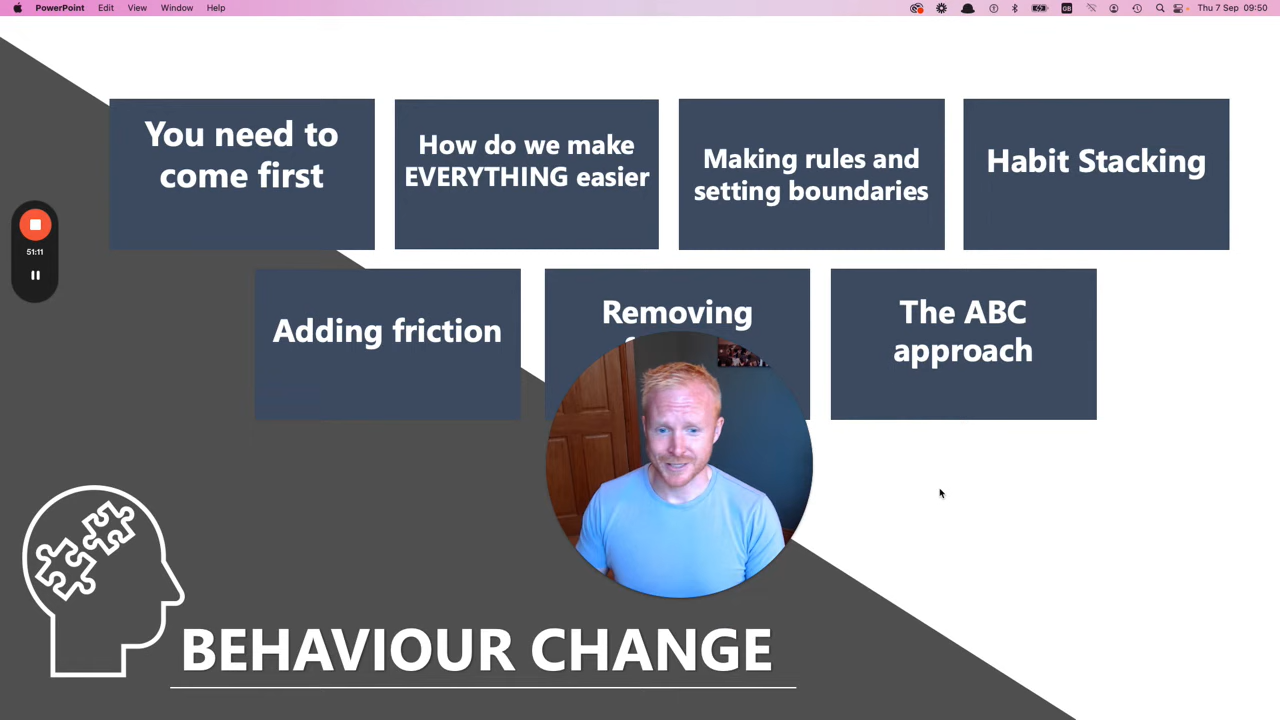 PowerPoint Edit View Window Help
GB
Thu 7 Sep 09:50
You need to
come first
How do we make
EVERYTHING easier
Making rules and
setting boundaries
Habit Stacking
51:11
Adding friction
Removing
The ABC
approach
BEHAVIOUR CHANGE